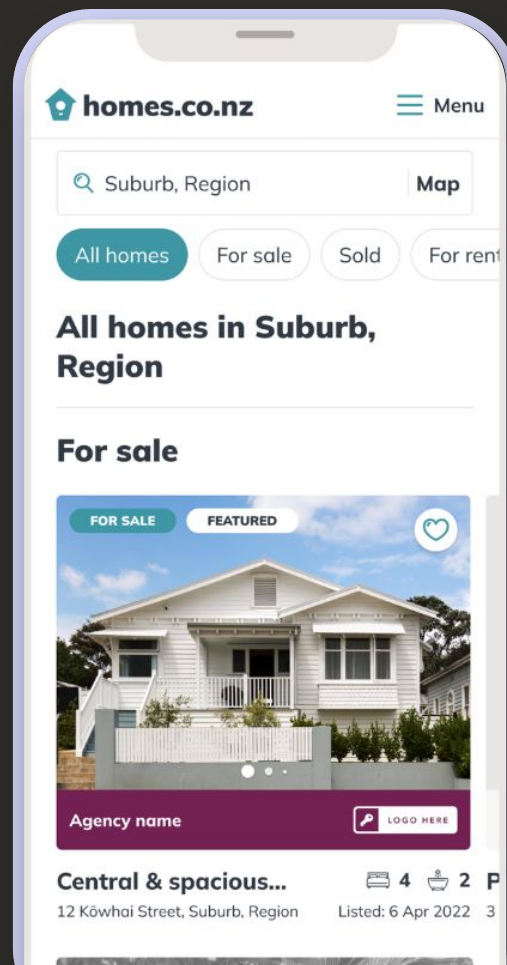 homes.co.nz
Menu
Suburb, Region
Map
All homes
For sale
Sold
For rent
All homes in Suburb,
Region
For sale
FOR SALE
FEATURED
Agency name
LOGO HERE
Central & spacious...
4
2
P
12 Kōwhai Street, Suburb, Region
Listed: 6 Apr 2022
3